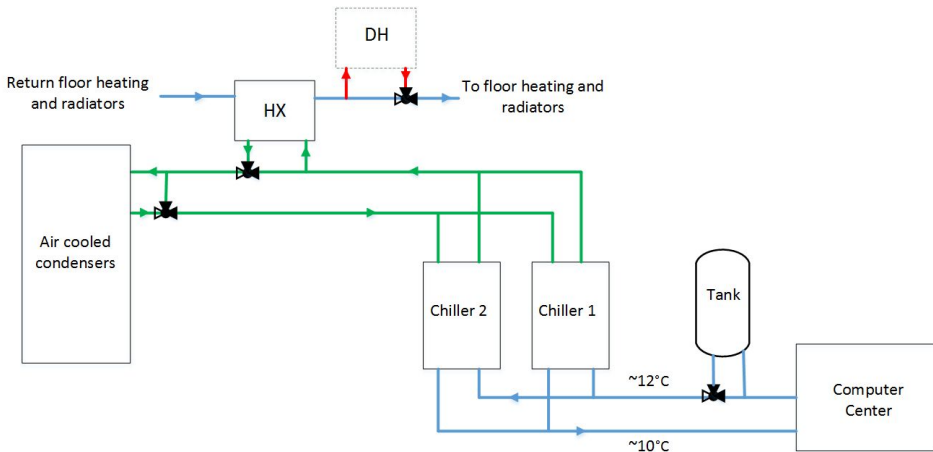 DH
Return floor heating
and radiators
HX
To floor heating and
radiators
Air cooled
condensers
Chiller 2
Chiller 1
Tank
~12°C
Computer
Center
~10°C